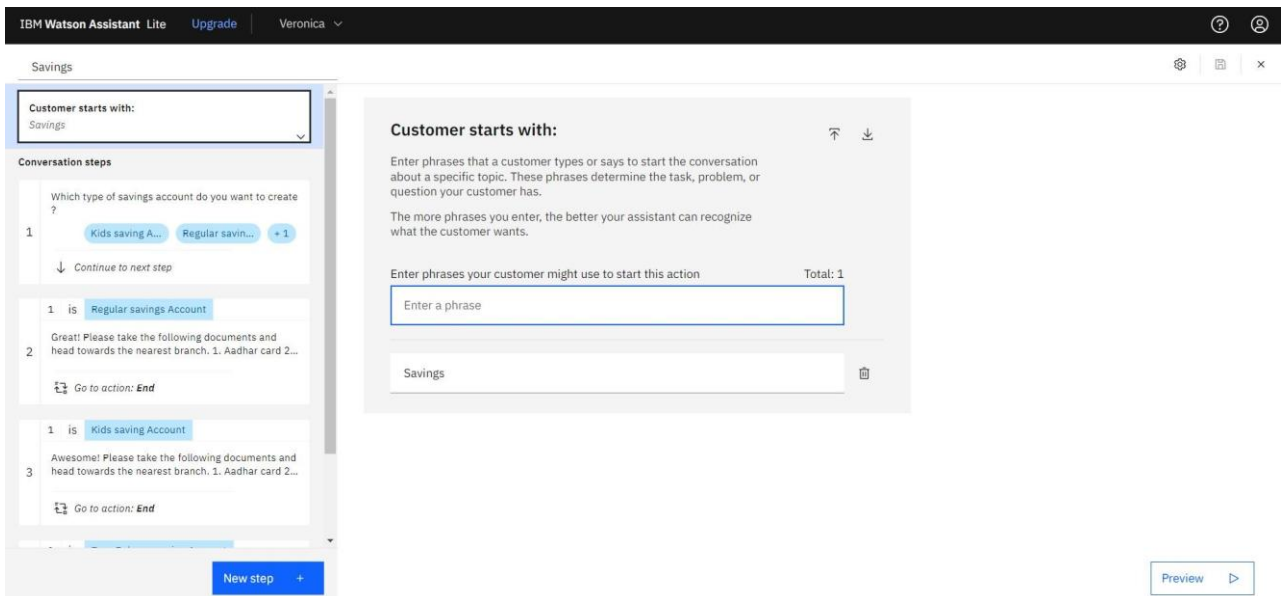 IBM Watson Assistant Lite Upgrade Veronica
Savings
Customer starts with:
Savings
Conversation steps
1
Which type of savings account do you want to create
?
Kids saving A... Regular savin... + 1
Continue to next step
2
1 is Regular savings Account
Great! Please take the following documents and
head towards the nearest branch. 1. Aadhar card 2...
Go to action: End
3
1 is Kids saving Account
Awesome! Please take the following documents and
head towards the nearest branch. 1. Aadhar card 2...
Go to action: End
New step +
Customer starts with:
Enter phrases that a customer types or says to start the conversation
about a specific topic. These phrases determine the task, problem, or
question your customer has.
The more phrases you enter, the better your assistant can recognize
what the customer wants.
Enter phrases your customer might use to start this action Total: 1
Enter a phrase
Savings
Preview